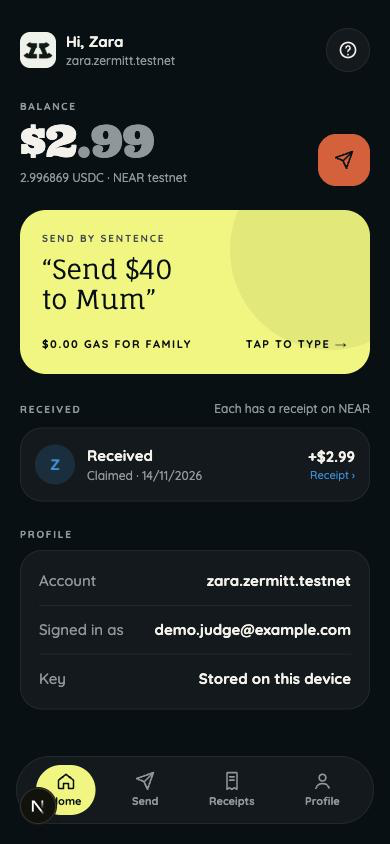 Hi, Zara
zara.zermitt.testnet
BALANCE
$2.99
2.996869 USDC · NEAR testnet
SEND BY SENTENCE
“Send $40
to Mum”
$0.00 GAS FOR FAMILY
TAP TO TYPE →
RECEIVED
Each has a receipt on NEAR
Z
Received
+$2.99
Claimed · 14/11/2026
Receipt ›
PROFILE
Account
zara.zermitt.testnet
Signed in as
demo.judge@example.com
Key
Stored on this device
N
ome
Send
Receipts
Profile